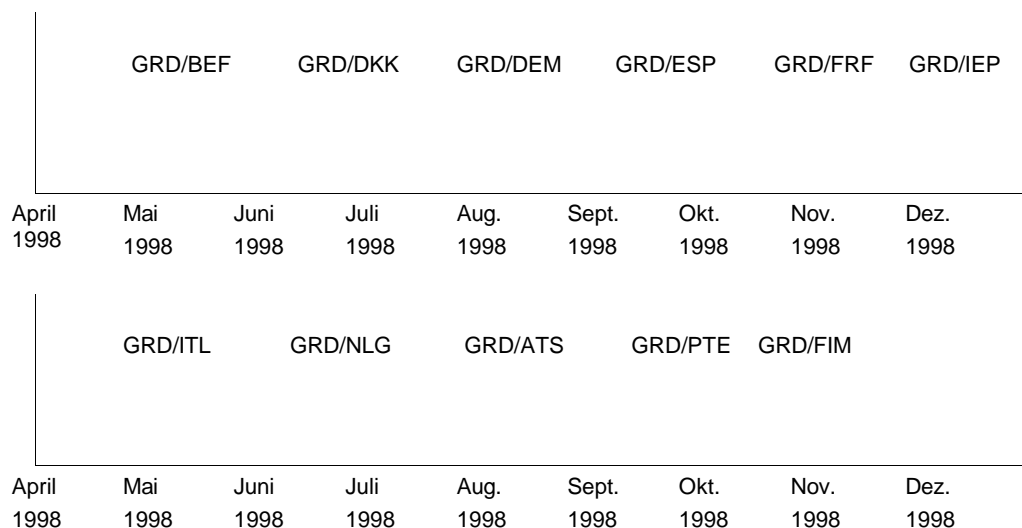 GRD/BEF GRD/DKK GRD/DEM GRD/ESP GRD/FRF GRD/IEP
April Mai Juni Juli Aug. Sept. Okt. Nov. Dez.
1998 1998 1998 1998 1998 1998 1998 1998 1998
GRD/ITL GRD/NLG GRD/ATS GRD/PTE GRD/FIM
April Mai Juni Juli Aug. Sept. Okt. Nov. Dez.
1998 1998 1998 1998 1998 1998 1998 1998 1998